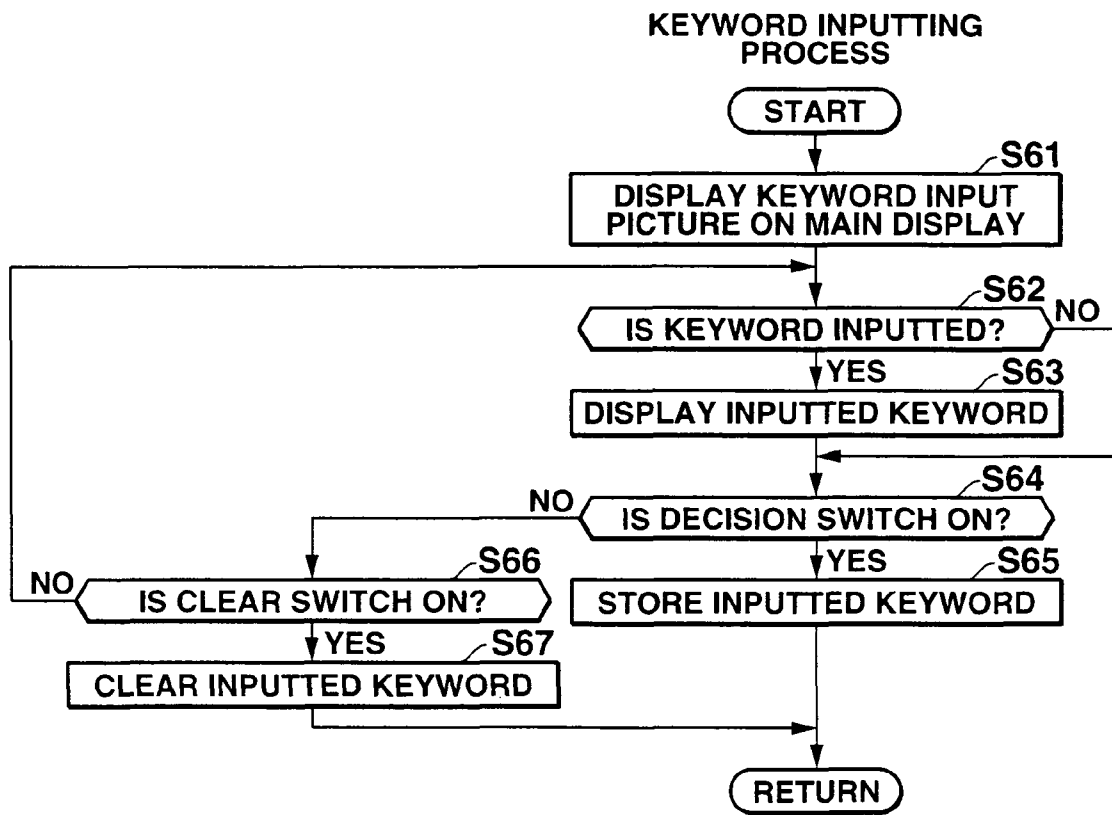 KEYWORD INPUTTING
PROCESS
START
S61
DISPLAY KEYWORD INPUT
PICTURE ON MAIN DISPLAY
S62
IS KEYWORD INPUTTED?
NO
YES
S63
DISPLAY INPUTTED KEYWORD
S64
IS DECISION SWITCH ON?
NO
YES
S65
STORE INPUTTED KEYWORD
S66
IS CLEAR SWITCH ON?
NO
YES
S67
CLEAR INPUTTED KEYWORD
RETURN